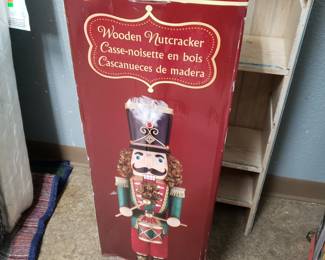 Wooden Nutcracker
Casse-noisette en bois
Cascanueces de madera